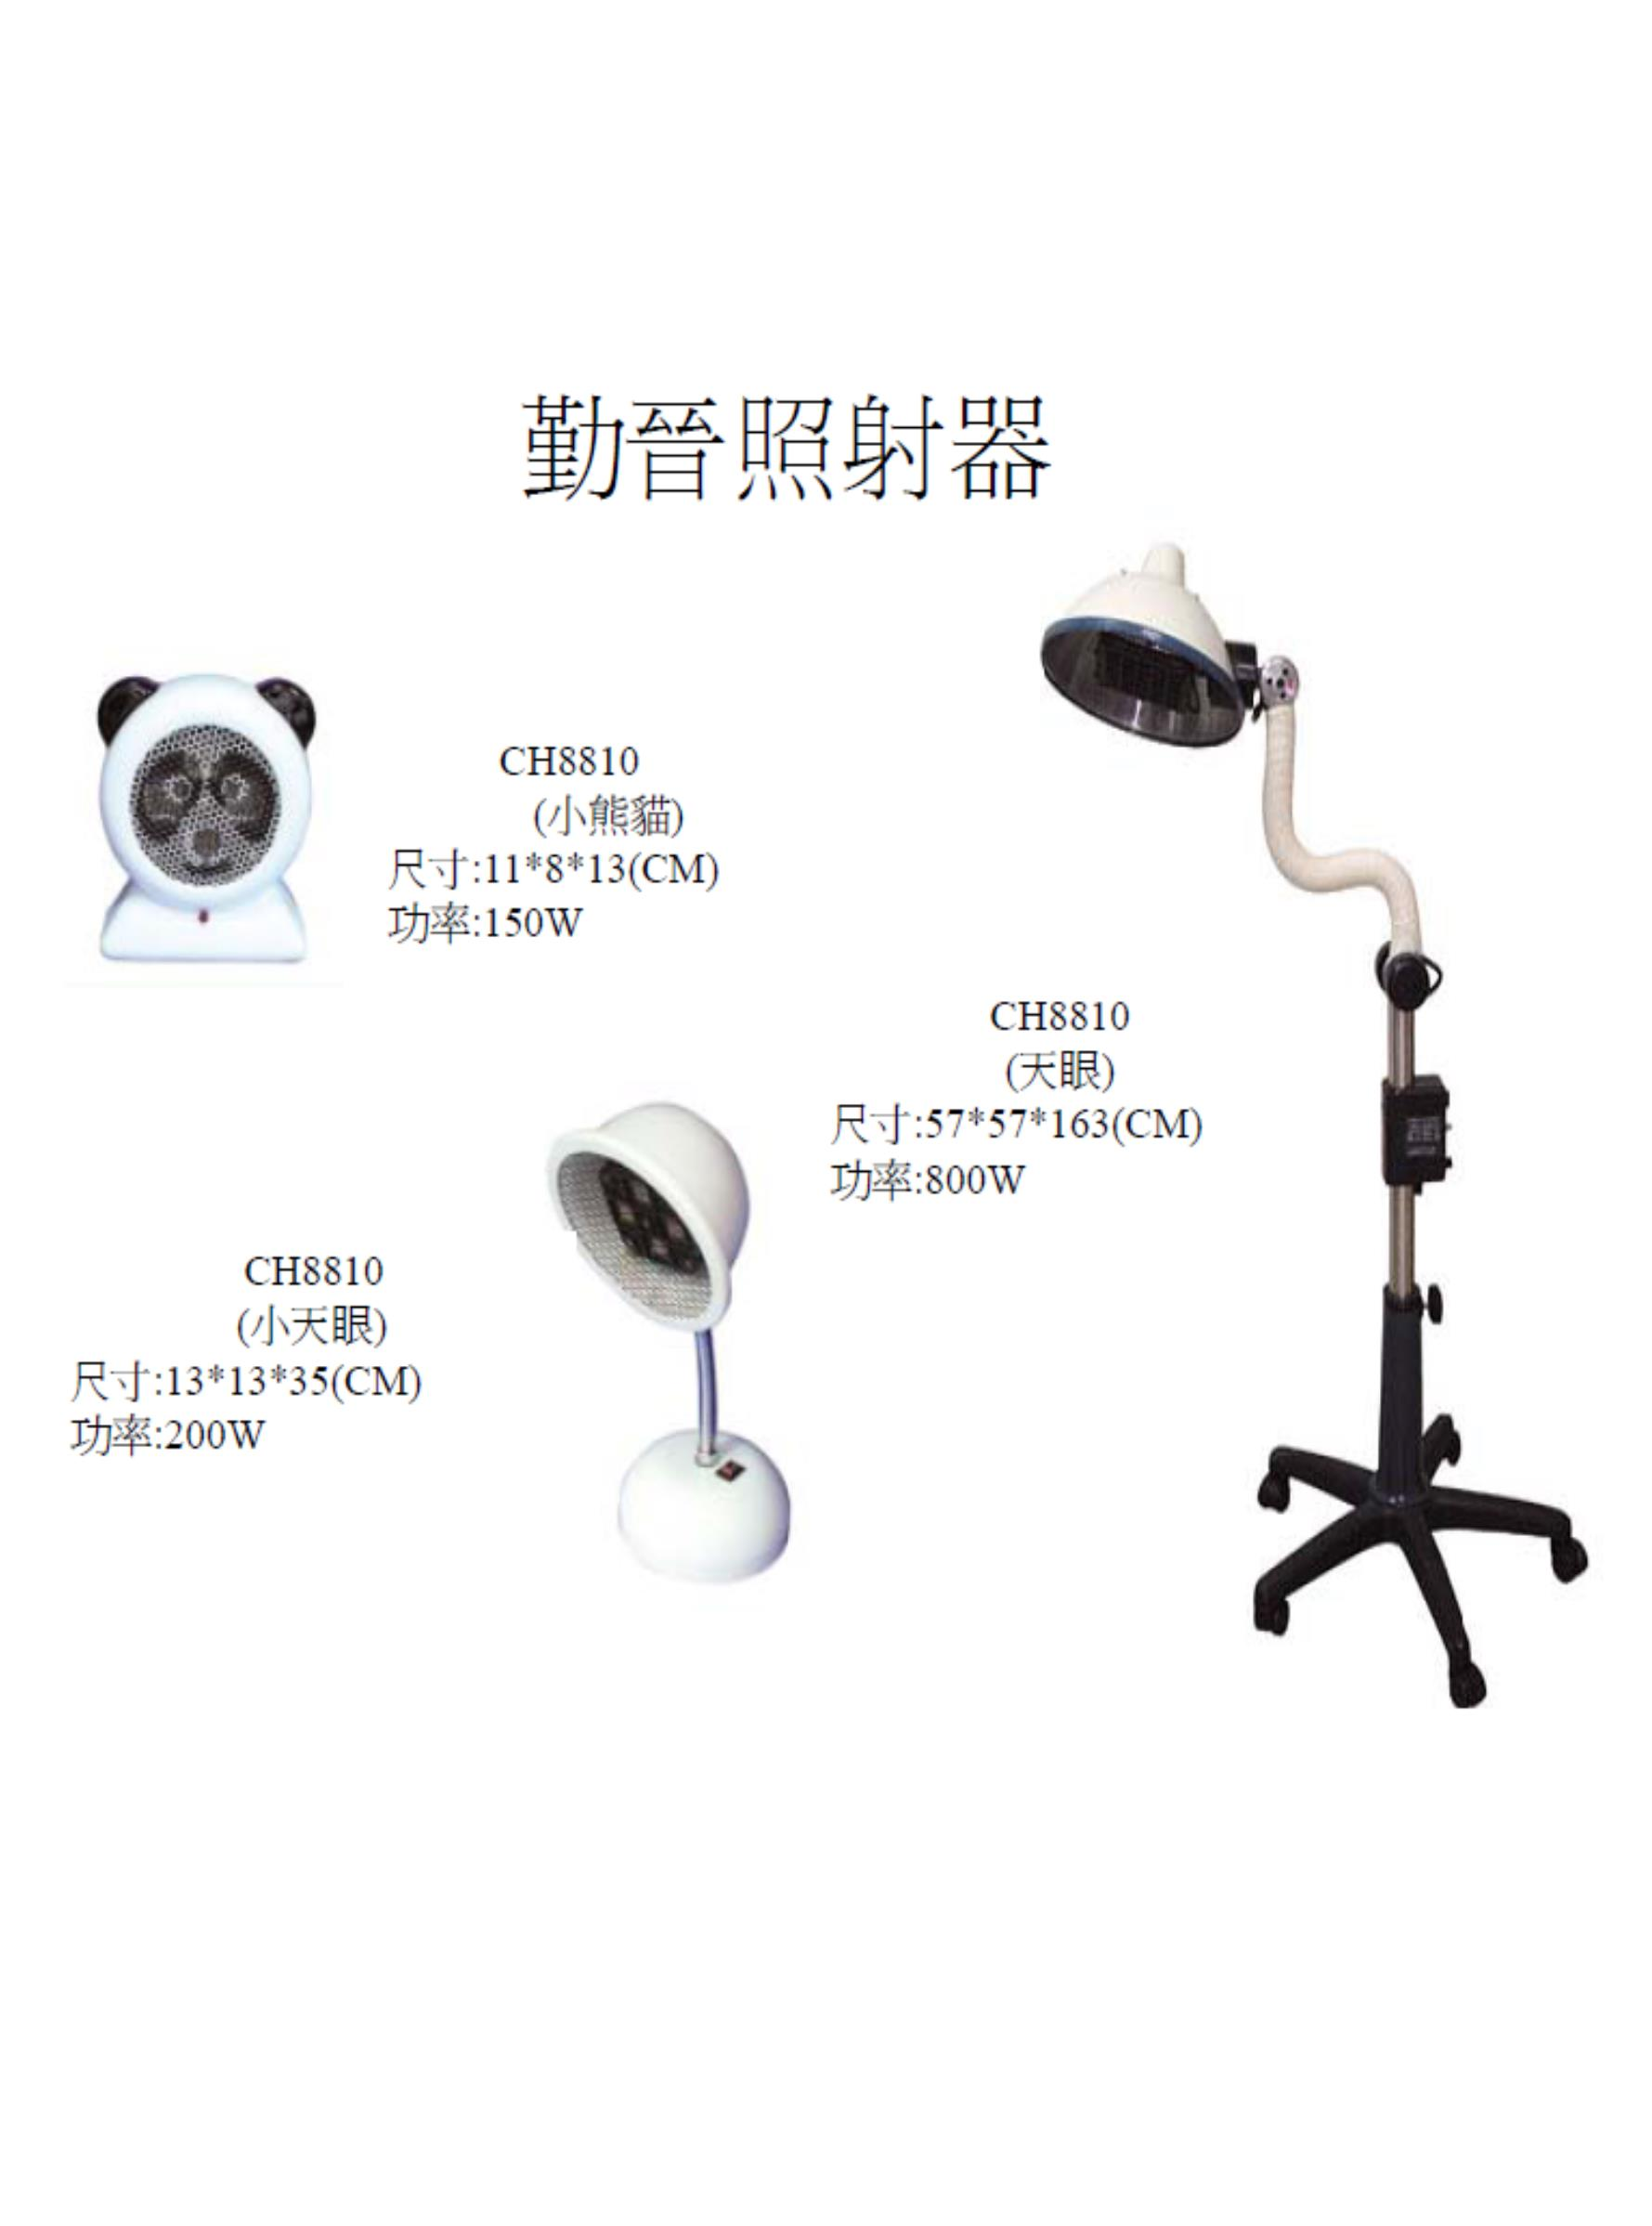 勤晉照射器
CH8810
(小熊貓)
尺寸:11*8*13(CM)
功率:150W
CH8810
(天眼)
尺寸:57*57*163(CM)
功率:800W
CH8810
(小天眼)
尺寸:13*13*35(CM)
功率:200W